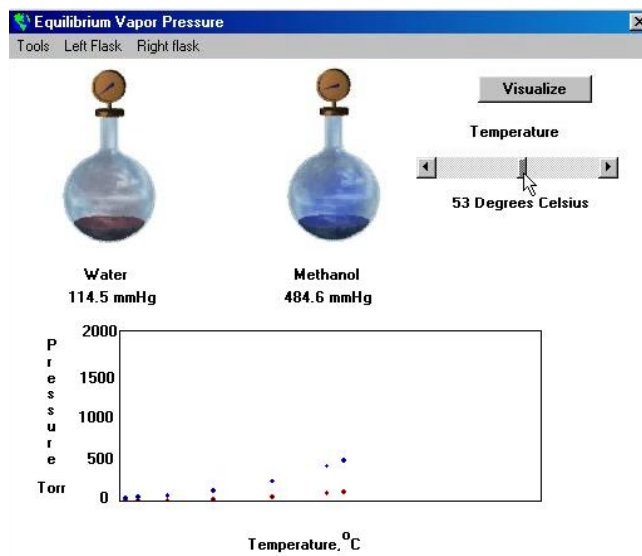 Equilibrium Vapor Pressure
Tools Left Flask Right flask
Visualize
Temperature
53 Degrees Celsius
Water
114.5 mmHg
Methanol
484.6 mmHg
Pressure
Torr
2000
1500
1000
500
0
Temperature, °C